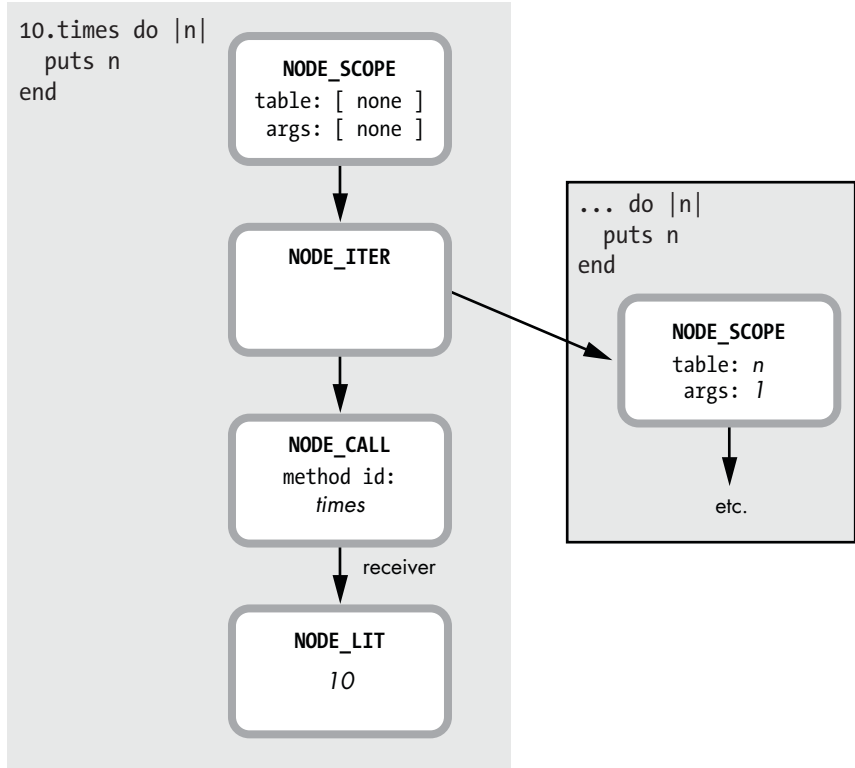 10.times do |n|
  puts n
end
NODE_SCOPE
table: [ none ]
args: [ none ]
NODE_ITER
NODE_CALL
method id:
times
receiver
NODE_LIT
10
... do |n|
  puts n
end
NODE_SCOPE
table: n
args: 1
etc.